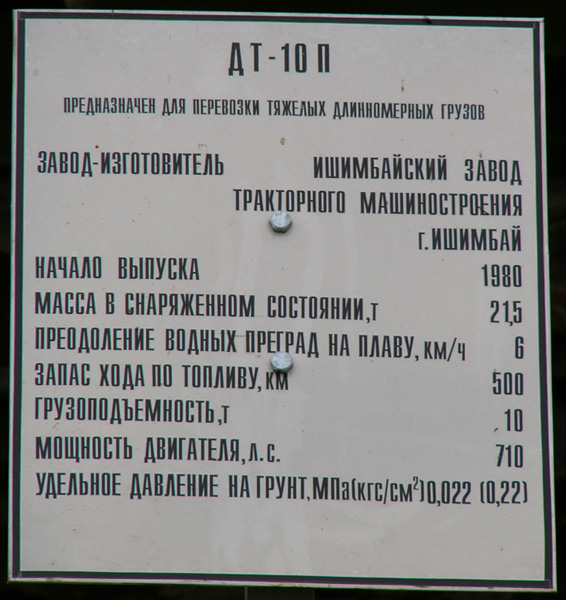 ДТ-10 П
ПРЕДНАЗНАЧЕН ДЛЯ ПЕРЕВОЗКИ ТЯЖЕЛЫХ ДЛИННОМЕРНЫХ ГРУЗОВ
ЗАВОД-ИЗГОТОВИТЕЛЬ ИШИМБАЙСКИЙ ЗАВОД
ТРАКТОРНОГО МАШИНОСТРОЕНИЯ
г.ИШИМБАЙ
НАЧАЛО ВЫПУСКА 1980
МАССА В СНАРЯЖЕННОМ СОСТОЯНИИ,т 21,5
ПРЕОДОЛЕНИЕ ВОДНЫХ ПРЕГРАД НА ПЛАВУ, км/ч 6
ЗАПАС ХОДА ПО ТОПЛИВУ, км 500
ГРУЗОПОДЪЕМНОСТЬ,т 10
МОЩНОСТЬ ДВИГАТЕЛЯ, л.с. 710
УДЕЛЬНОЕ ДАВЛЕНИЕ НА ГРУНТ, МПа(кгс/см²) 0,022 (0,22)